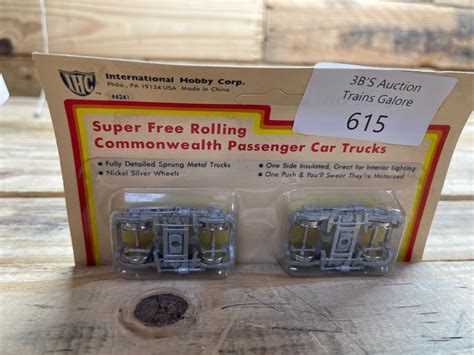 IHC
International Hobby Corp.
Phila., PA 19134 USA Made in China
#4241
3B'S Auction
Trains Galore
615
Super Free Rolling
Commonwealth Passenger Car Trucks
• Fully Detailed Sprung Metal Trucks
• Nickel Silver Wheels
• One Side Insulated, Great for Interior Lighting
• One Push & You'll Swear They're Motorized